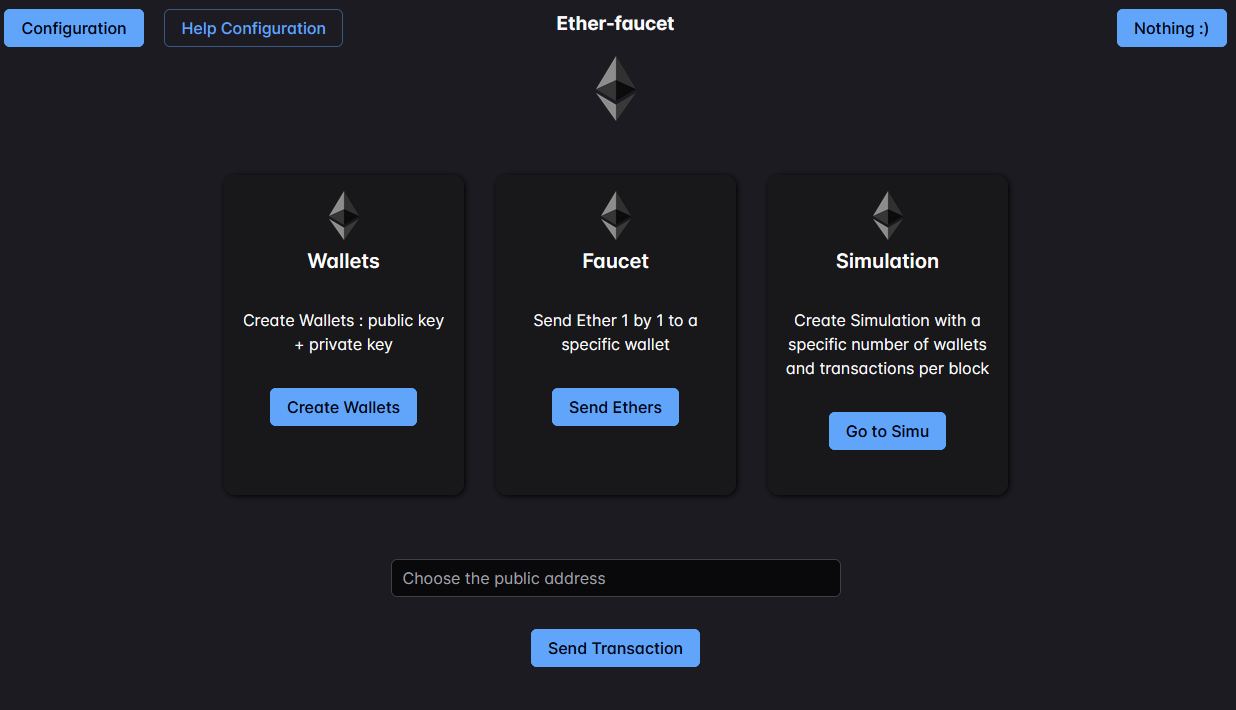 Configuration
Help Configuration
Ether-faucet
Nothing :)
Wallets
Create Wallets : public key
+ private key
Create Wallets
Faucet
Send Ether 1 by 1 to a
specific wallet
Send Ethers
Simulation
Create Simulation with a
specific number of wallets
and transactions per block
Go to Simu
Choose the public address
Send Transaction